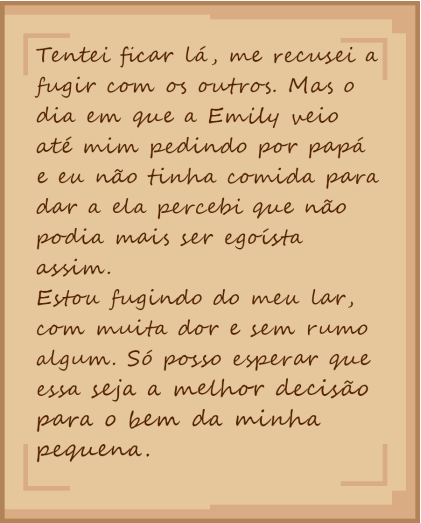 Tentei ficar lá, me recusei a
fugir com os outros. Mas o
dia em que a Emily veio
até mim pedindo por papá
e eu não tinha comida para
dar a ela percebi que não
podia mais ser egoísta
assim.
Estou fugindo do meu lar,
com muita dor e sem rumo
algum. Só posso esperar que
essa seja a melhor decisão
para o bem da minha
pequena.